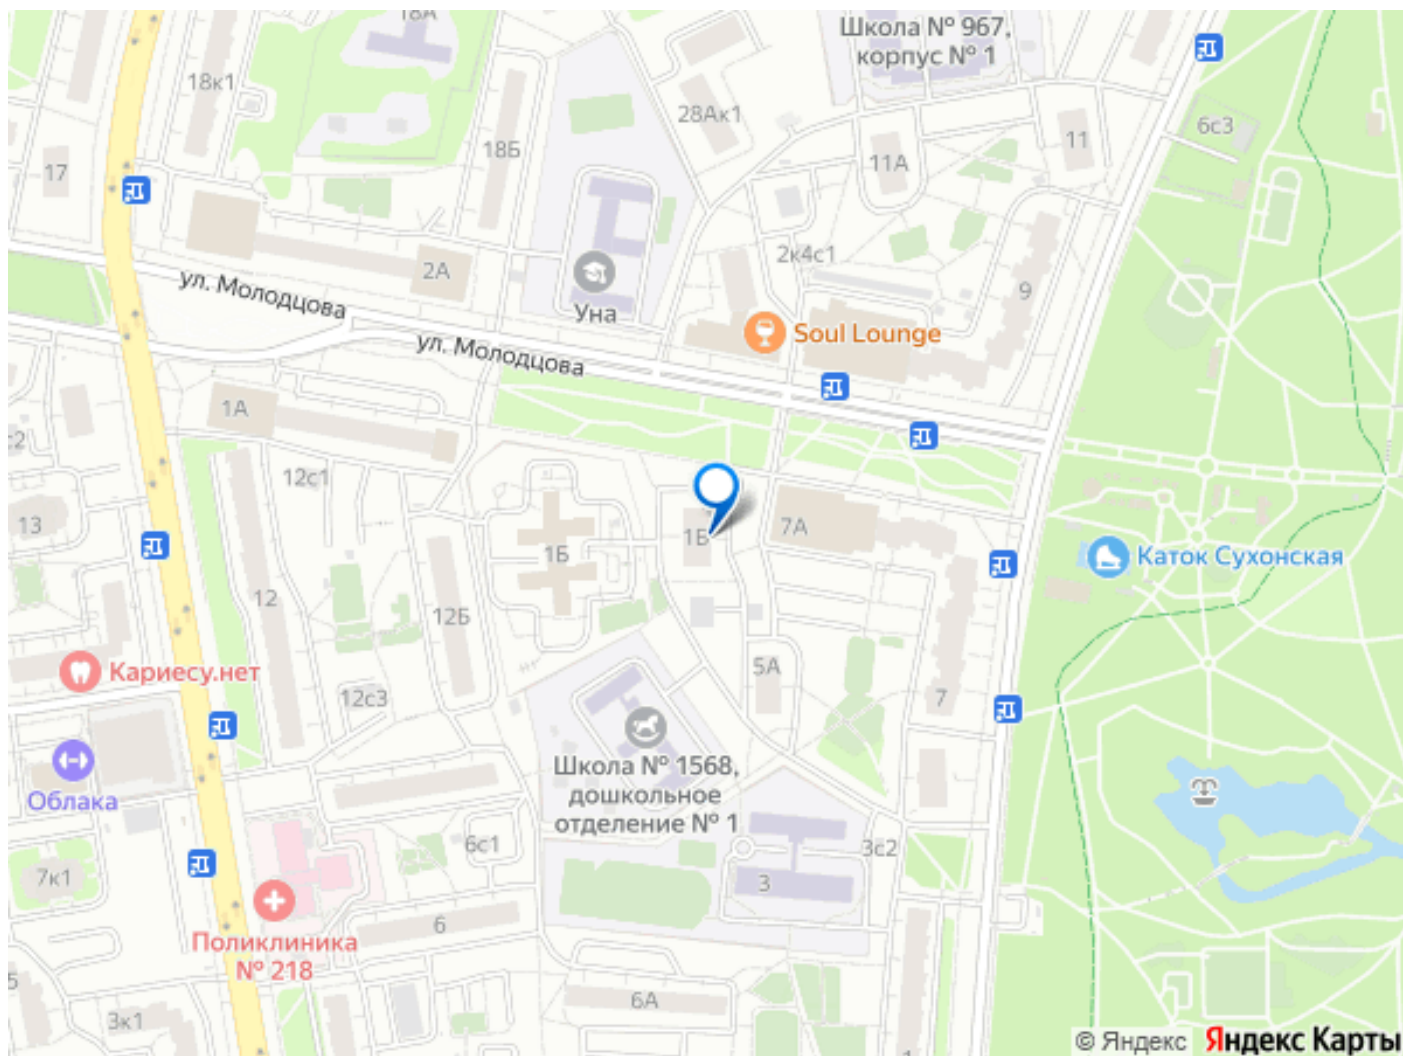 18А
Школа № 967,
корпус № 1
18к1
28Ак1
6с3
11
18Б
11А
17
2к4с1
2А
9
ул. Молодцова
Уна
Soul Lounge
ул. Молодцова
1А
с2
12с1
13
1Б
1Б
7А
Каток Сухонская
12
12Б
Кариесу.нет
5А
12с3
7
Школа № 1568,
дошкольное
отделение № 1
Облака
6с1
3с2
7к1
3
6
Поликлиника
№ 218
5
6А
3к1
1
© Яндекс Яндекс Карты